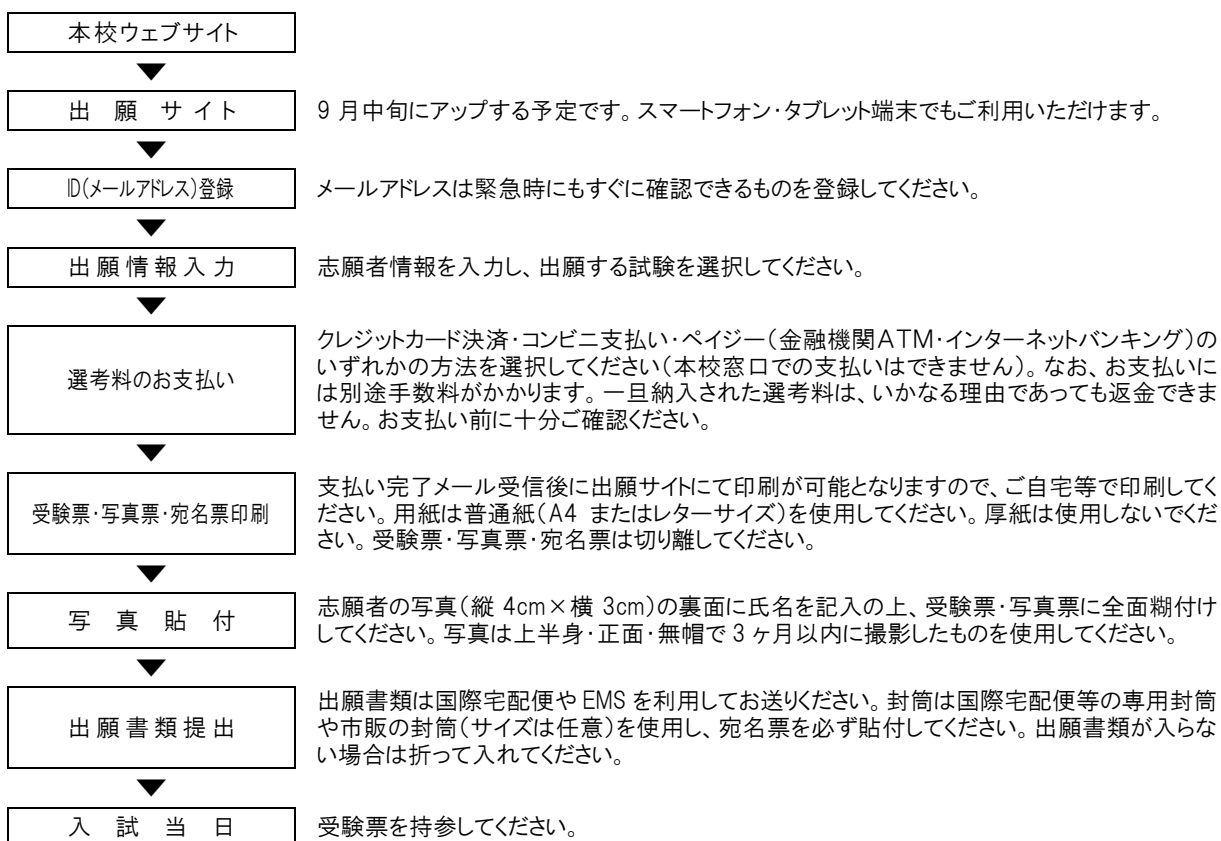 本校ウェブサイト
▼
出願サイト
9月中旬にアップする予定です。スマートフォン・タブレット端末でもご利用いただけます。
▼
ID(メールアドレス)登録
メールアドレスは緊急時にもすぐに確認できるものを登録してください。
▼
出願情報入力
志願者情報を入力し、出願する試験を選択してください。
▼
選考料のお支払い
クレジットカード決済・コンビニ支払い・ペイジー(金融機関ATM・インターネットバンキング)の
いずれかの方法を選択してください(本校窓口での支払いはできません)。なお、お支払いに
は別途手数料がかかります。一旦納入された選考料は、いかなる理由であっても返金できま
せん。お支払い前に十分ご確認ください。
▼
受験票・写真票・宛名票印刷
支払い完了メール受信後に出願サイトにて印刷が可能となりますので、ご自宅等で印刷してく
ださい。用紙は普通紙(A4 またはレターサイズ)を使用してください。厚紙は使用しないでくだ
さい。受験票・写真票・宛名票は切り離してください。
▼
写真貼付
志願者の写真(縦 4cm×横 3cm)の裏面に氏名を記入の上、受験票・写真票に全面糊付け
してください。写真は上半身・正面・無帽で 3 ヶ月以内に撮影したものを使用してください。
▼
出願書類提出
出願書類は国際宅配便や EMS を利用してお送りください。封筒は国際宅配便等の専用封筒
や市販の封筒(サイズは任意)を使用し、宛名票を必ず貼付してください。出願書類が入らな
い場合は折って入れてください。
▼
入試当日
受験票を持参してください。